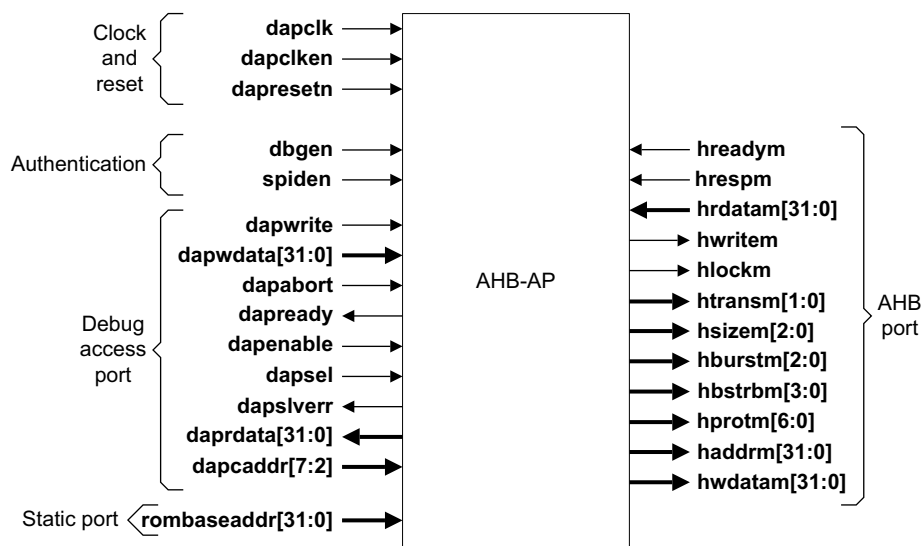 Clock
and
reset
dapclk
dapclken
dapresetn
Authentication
dbgen
spiden
Debug
access
port
dapwrite
dapwdata[31:0]
dapabort
dapready
dapenable
dapsel
dapslverr
daprdata[31:0]
dapcaddr[7:2]
Static port
rombaseaddr[31:0]
AHB-AP
hreadym
hrespm
hrdatam[31:0]
hwritem
hlockm
htransm[1:0]
hsizem[2:0]
hburstm[2:0]
hbstrbm[3:0]
hprotm[6:0]
haddrm[31:0]
hwdatam[31:0]
AHB
port